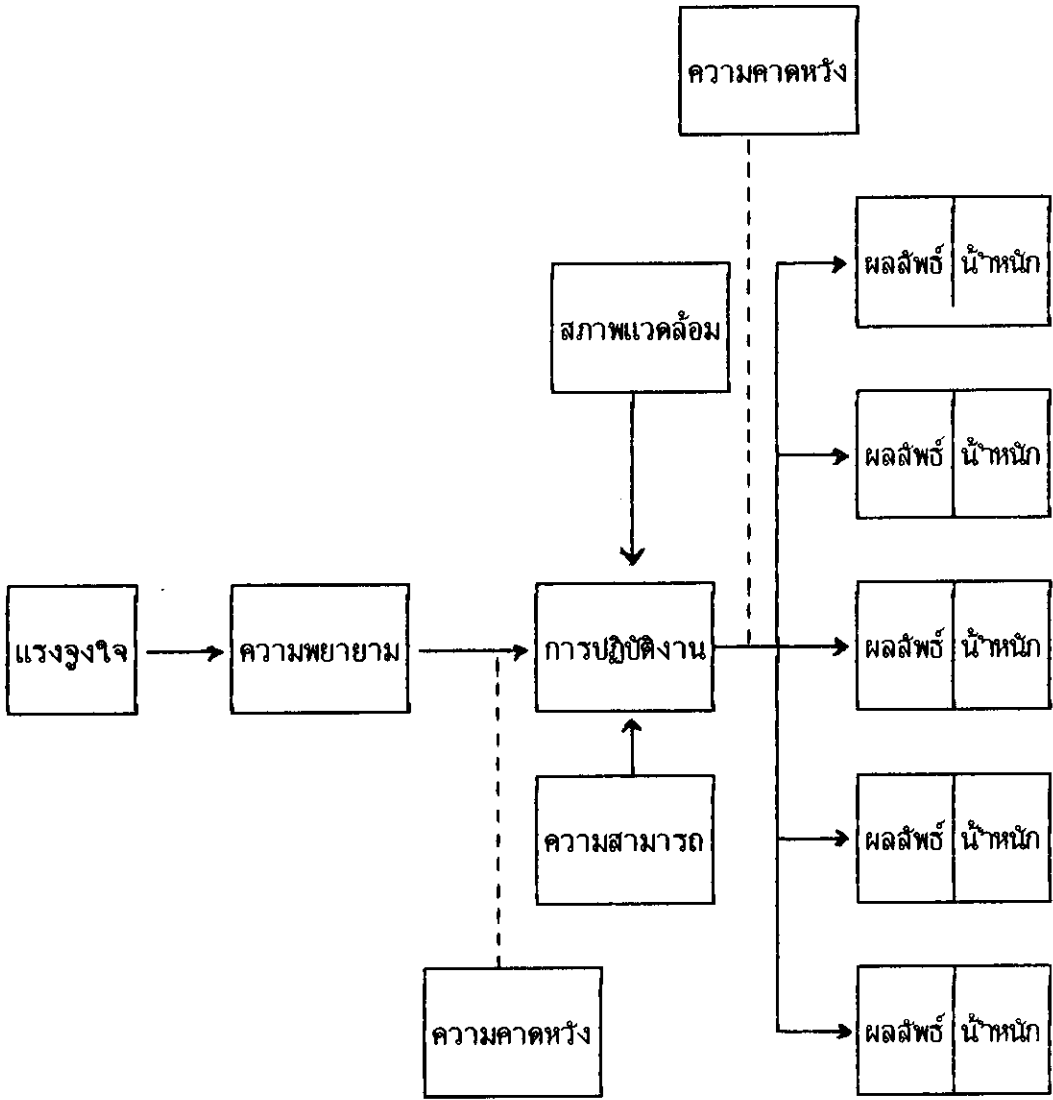 ความคาดหวัง
ผลลัพธ์ น้ำหนัก
สภาพแวดล้อม
ผลลัพธ์ น้ำหนัก
แรงจูงใจ ความพยายาม การปฏิบัติงาน ผลลัพธ์ น้ำหนัก
ความสามารถ ผลลัพธ์ น้ำหนัก
ความคาดหวัง ผลลัพธ์ น้ำหนัก